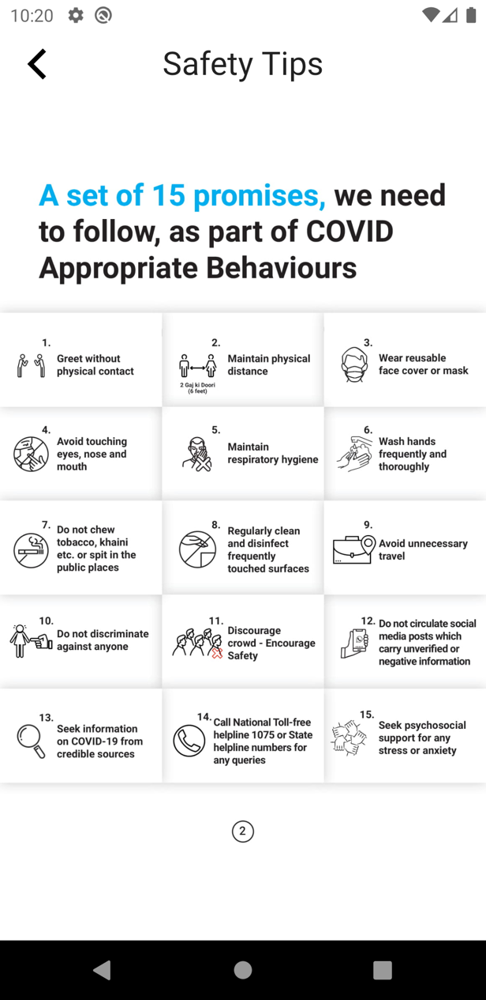 10:20
Safety Tips
A set of 15 promises, we need
to follow, as part of COVID
Appropriate Behaviours
1.
Greet without
physical contact
2.
Maintain physical
distance
2 Gaj ki Doori
(6 feet)
3.
Wear reusable
face cover or mask
4.
Avoid touching
eyes, nose and
mouth
5.
Maintain
respiratory hygiene
6.
Wash hands
frequently and
thoroughly
7.
Do not chew
tobacco, khaini
etc. or spit in the
public places
8.
Regularly clean
and disinfect
frequently
touched surfaces
9.
Avoid unnecessary
travel
10.
Do not discriminate
against anyone
11.
Discourage
crowd - Encourage
Safety
12.
Do not circulate social
media posts which
carry unverified or
negative information
13.
Seek information
on COVID-19 from
credible sources
14.
Call National Toll-free
helpline 1075 or State
helpline numbers for
any queries
15.
Seek psychosocial
support for any
stress or anxiety
2